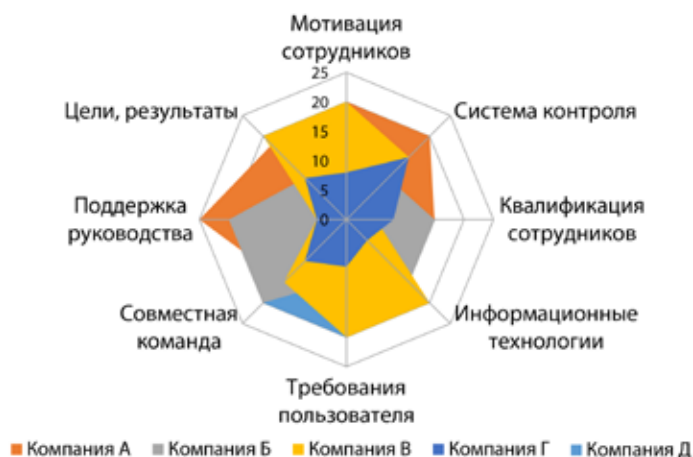 Мотивация
сотрудников
25
20
15
10
5
0
Цели, результаты
Система контроля
Поддержка
руководства
Квалификация
сотрудников
Совместная
команда
Информационные
технологии
Требования
пользователя
Компания А
Компания Б
Компания В
Компания Г
Компания Д